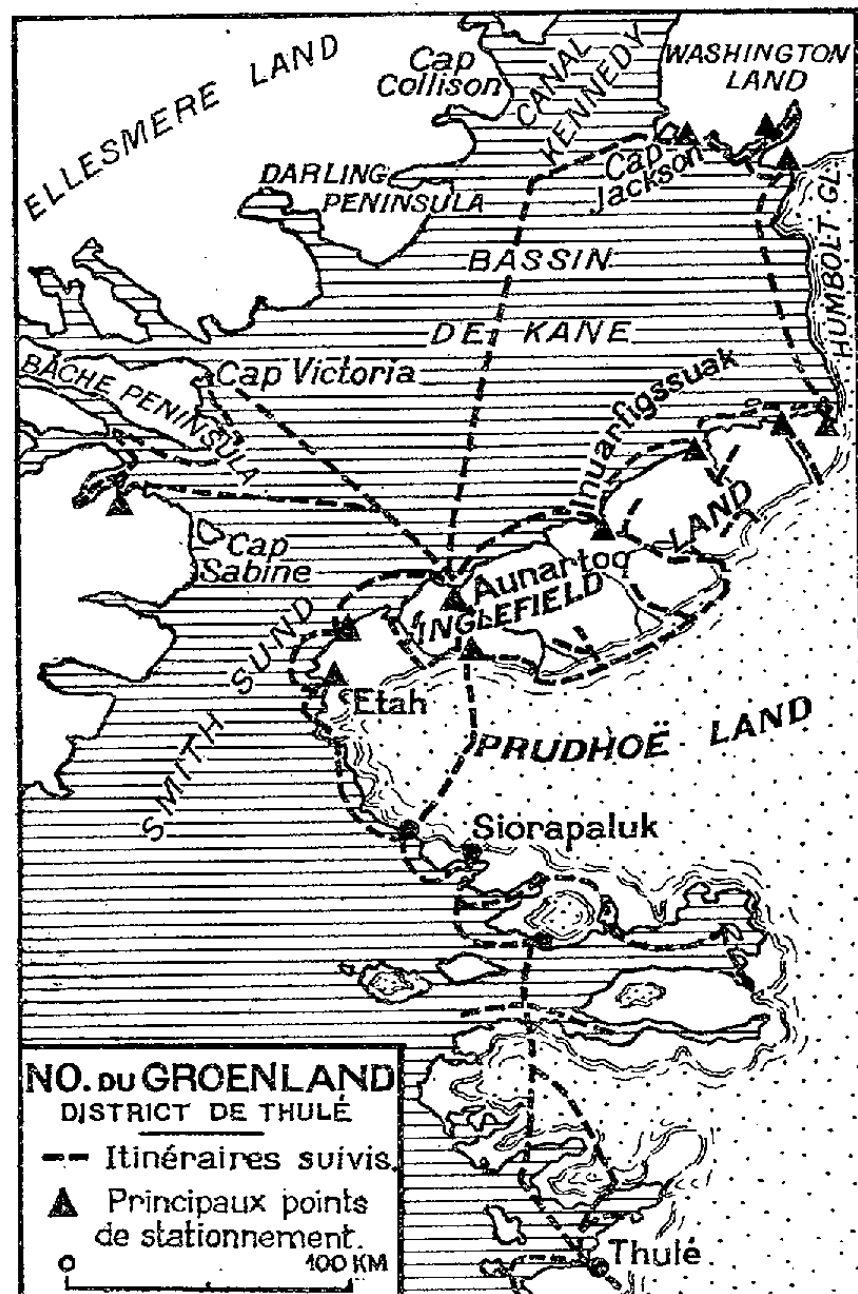 ELLESMERE LAND
Cap
Collison
CANAL
KENNEDY
WASHINGTON
LAND
DARLING
PENINSULA
Cap
Jackson
HUMBOLT·GL.
BASSIN
DE KANE
BACHE PENINSULA
Cap Victoria
Inuarfigssuak
Cap
Sabine
Aunartoq
INGLEFIELD LAND
SMITH SUND
Etah
PRUDHOË LAND
Siorapaluk
NO. DU GROENLAND
DISTRICT DE THULÉ
Itinéraires suivis.
Principaux points
de stationnement.
0 100 KM
Thulé